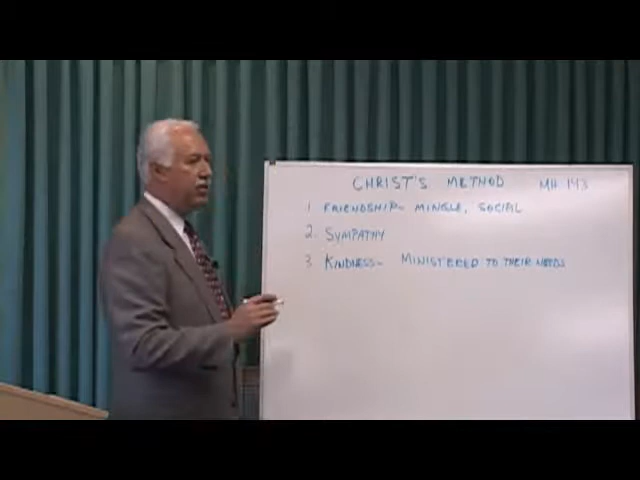 CHRIST'S METHOD MH 143
1 FRIENDSHIP- MINGLE, SOCIAL
2. SYMPATHY
3 KINDNESS- MINISTERED TO THEIR NEEDS